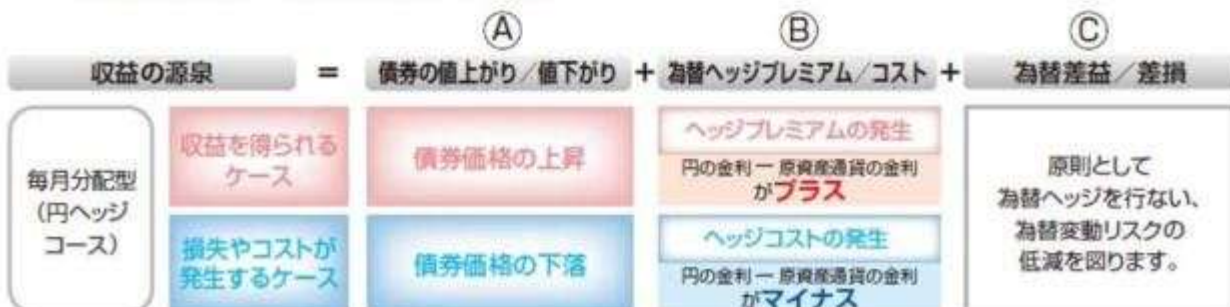 Ⓐ Ⓑ Ⓒ
収益の源泉 = 債券の値上がり/値下がり + 為替ヘッジプレミアム/コスト + 為替差益/差損
毎月分配型
(円ヘッジ
コース)
収益を得られる
ケース
債券価格の上昇
ヘッジプレミアムの発生
円の金利 ー 原資産通貨の金利
がプラス
損失やコストが
発生するケース
債券価格の下落
ヘッジコストの発生
円の金利 ー 原資産通貨の金利
がマイナス
原則として
為替ヘッジを行ない、
為替変動リスクの
低減を図ります。